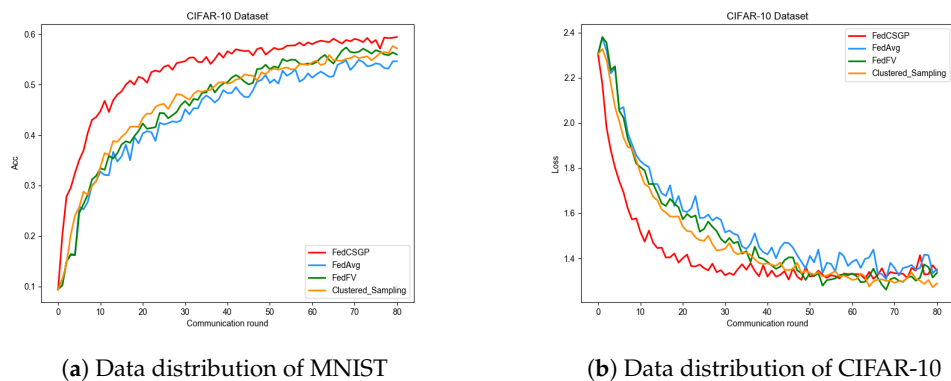 CIFAR-10 Dataset
0.6
0.5
0.4
0.3
0.2
0.1
Acc
FedCSGP
FedAvg
FedFV
Clustered_Sampling
0 10 20 30 40 50 60 70 80
Communication round
(a) Data distribution of MNIST
CIFAR-10 Dataset
2.4
2.2
2.0
1.8
1.6
1.4
Loss
FedCSGP
FedAvg
FedFV
Clustered_Sampling
0 10 20 30 40 50 60 70 80
Communication round
(b) Data distribution of CIFAR-10